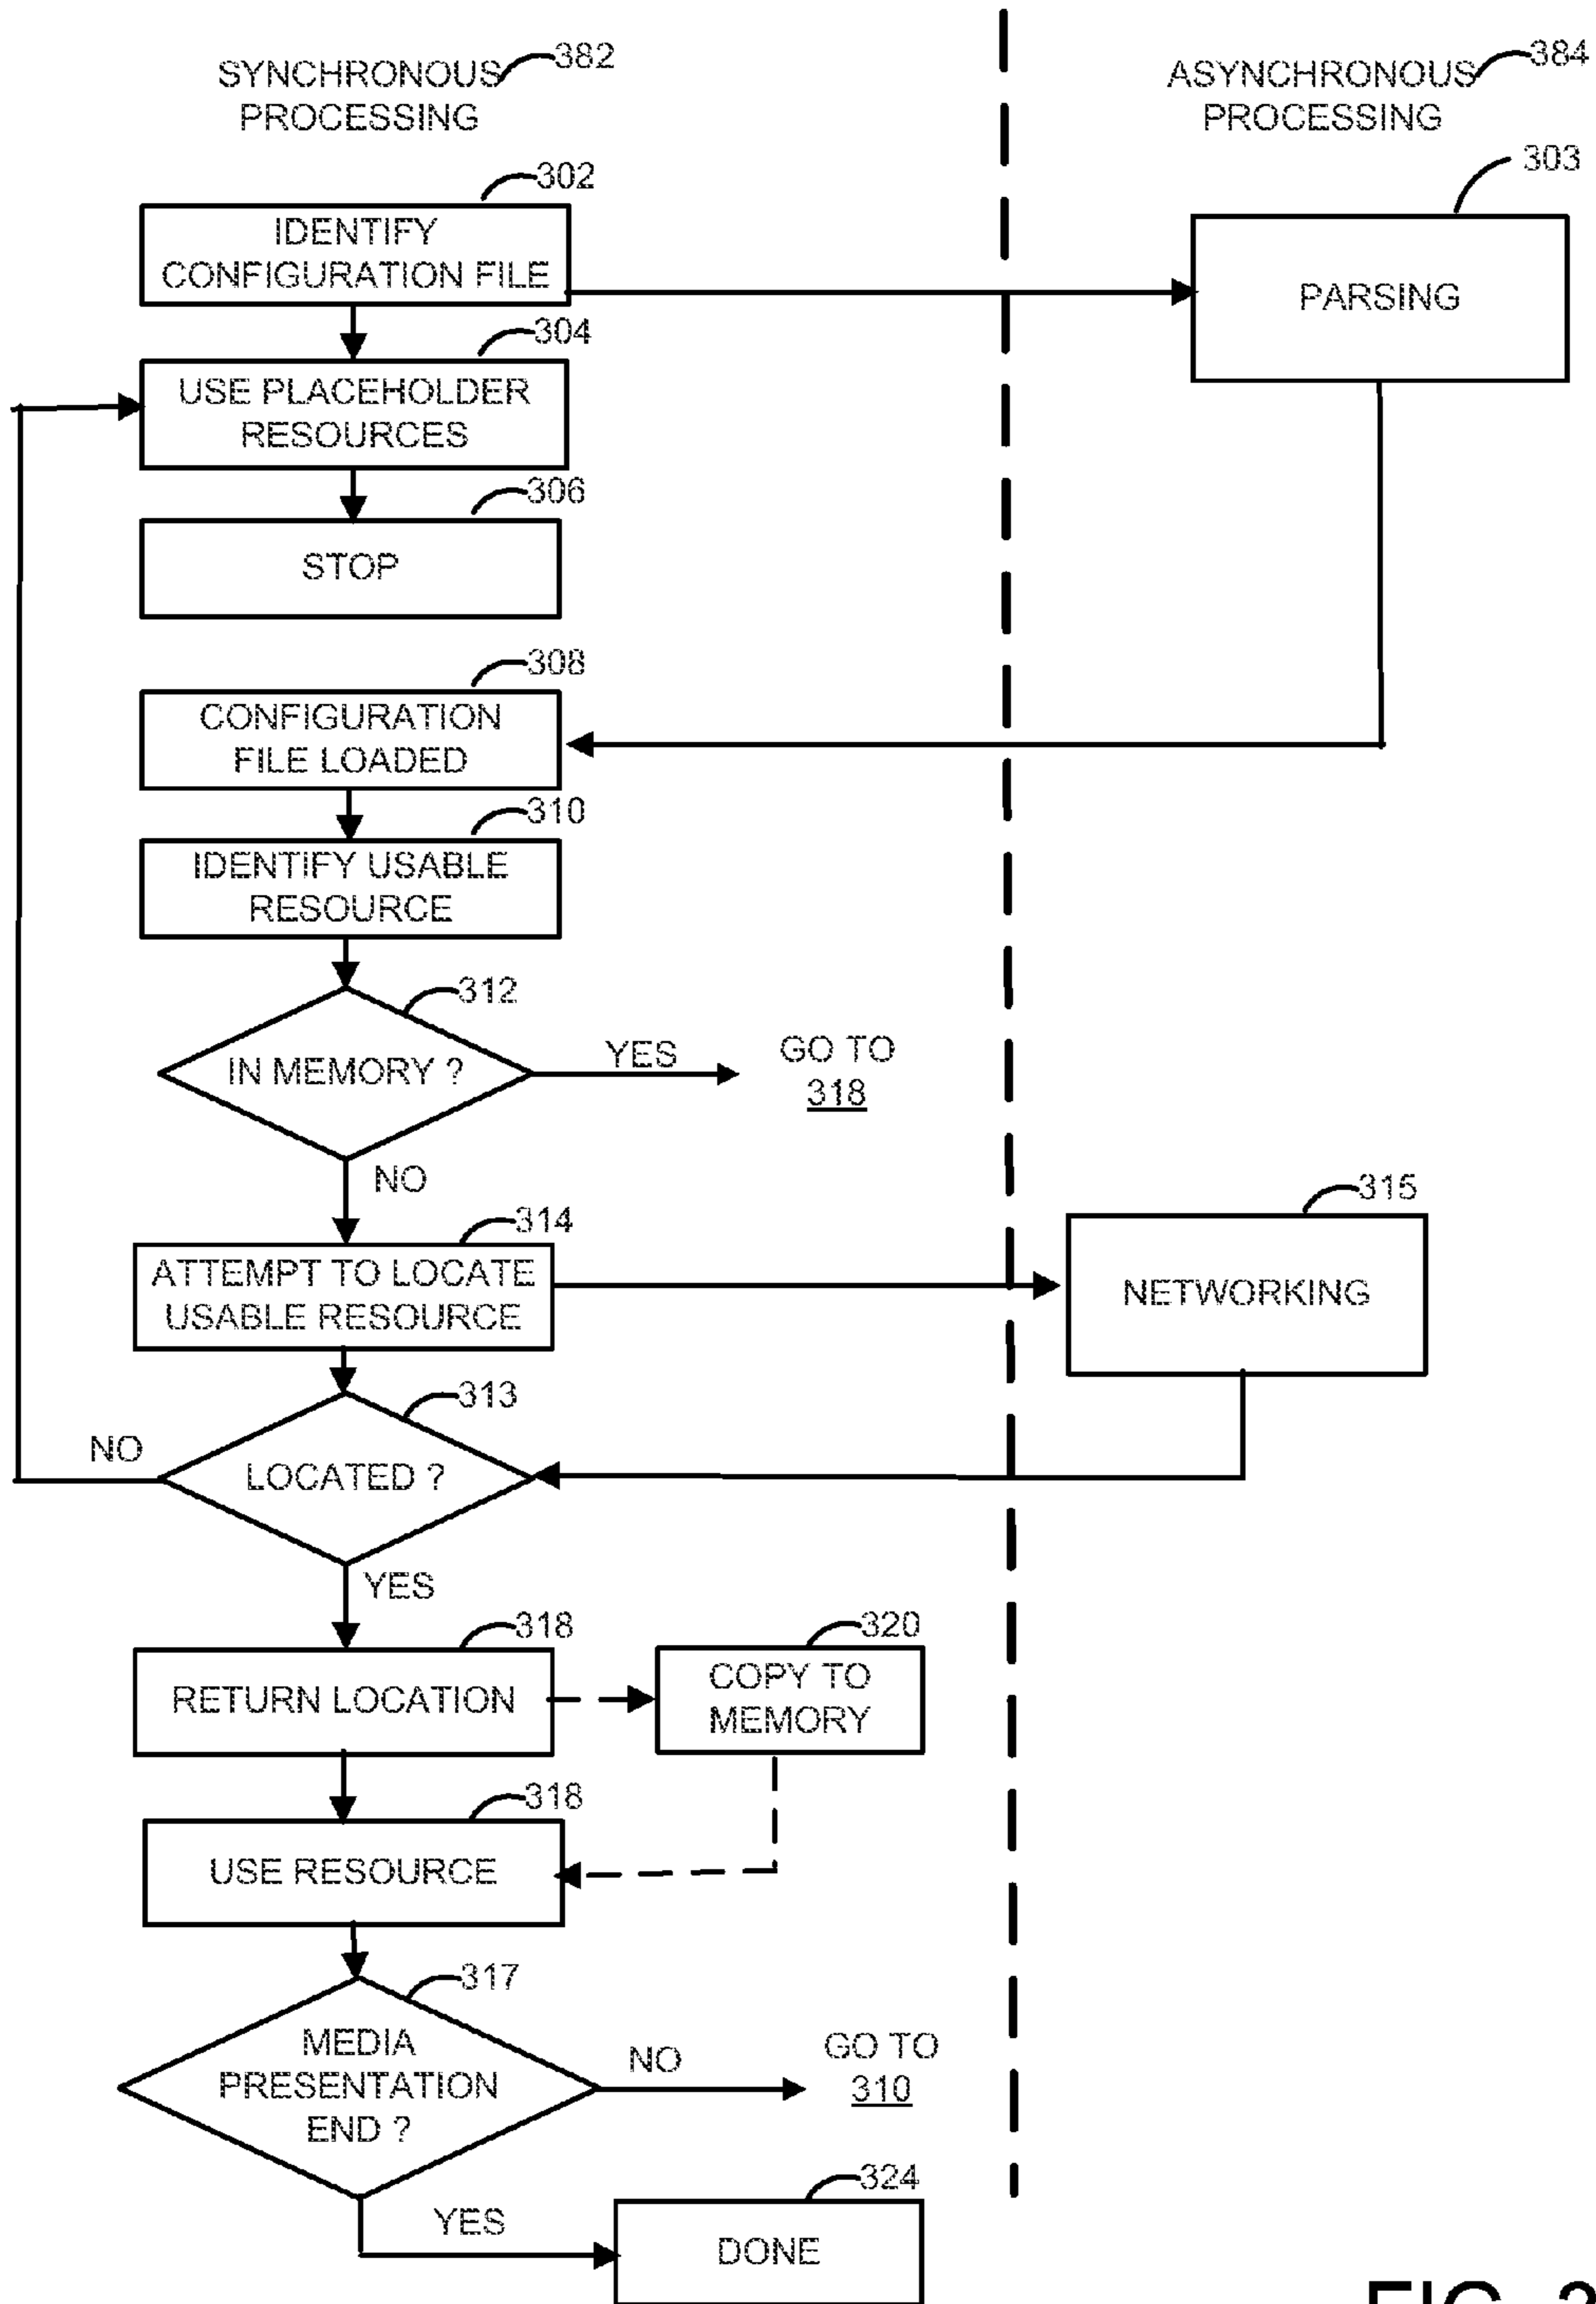 SYNCHRONOUS 382
PROCESSING
ASYNCHRONOUS 384
PROCESSING
302
IDENTIFY
CONFIGURATION FILE
303
PARSING
304
USE PLACEHOLDER
RESOURCES
306
STOP
308
CONFIGURATION
FILE LOADED
310
IDENTIFY USABLE
RESOURCE
312
IN MEMORY ?
YES
GO TO
318
NO
314
ATTEMPT TO LOCATE
USABLE RESOURCE
315
NETWORKING
313
LOCATED ?
NO
YES
318
RETURN LOCATION
320
COPY TO
MEMORY
318
USE RESOURCE
317
MEDIA
PRESENTATION
END ?
NO
GO TO
310
YES
324
DONE
FIG. 3